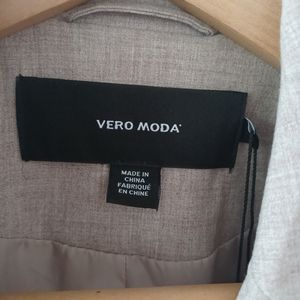 VERO MODA
MADE IN
CHINA
FABRIQUÉ
EN CHINE